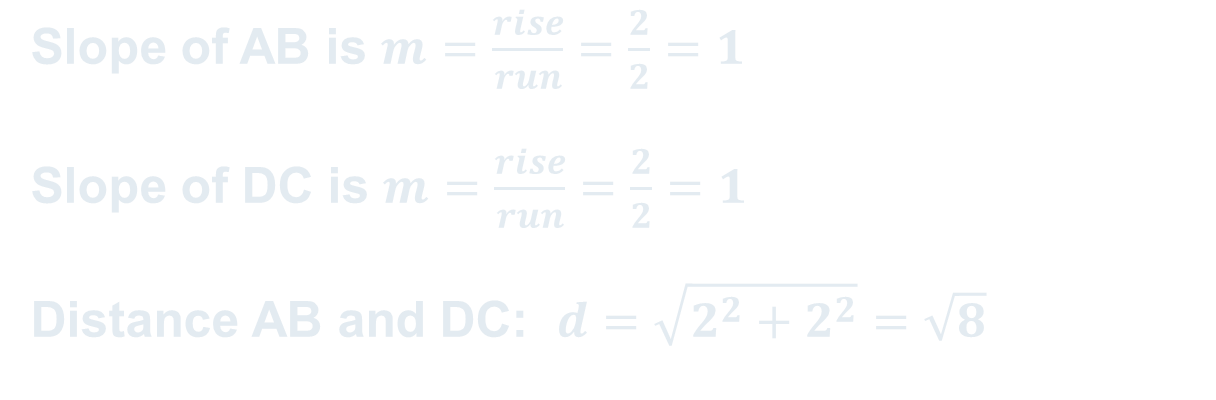 Slope of AB is m = rise/run = 2/2 = 1
Slope of DC is m = rise/run = 2/2 = 1
Distance AB and DC: d = √(2² + 2²) = √8